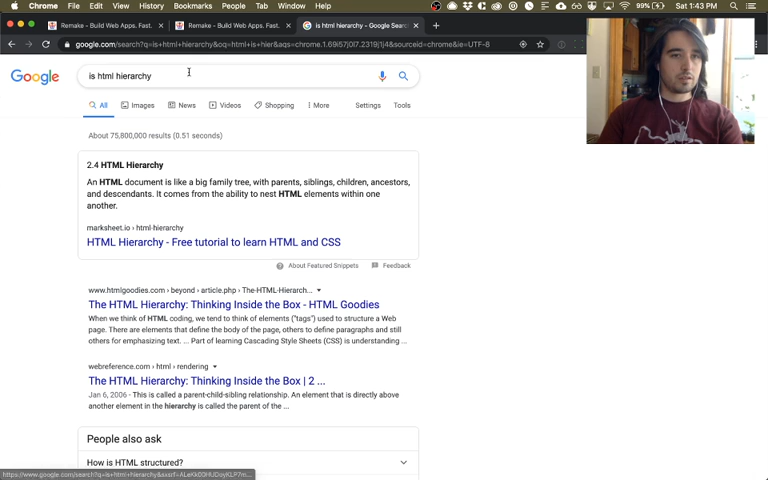 Chrome File Edit View History Bookmarks People Tab Window Help 99% Sat 1:43 PM
Remake - Build Web Apps. Fast. Remake - Build Web Apps. Fast. is html hierarchy - Google Sear
google.com/search?q=is+html+hierarchy&oq=html+is+hier&aqs=chrome.1.69i57j0l7.2319j1j4&sourceid=chrome&ie=UTF-8
Google is html hierarchy
All Images News Videos Shopping More Settings Tools
About 75,800,000 results (0.51 seconds)
2.4 HTML Hierarchy
An HTML document is like a big family tree, with parents, siblings, children, ancestors,
and descendants. It comes from the ability to nest HTML elements within one
another.
marksheet.io › html-hierarchy
HTML Hierarchy - Free tutorial to learn HTML and CSS
About Featured Snippets Feedback
www.htmlgoodies.com › beyond › article.php › The-HTML-Hierarch...
The HTML Hierarchy: Thinking Inside the Box - HTML Goodies
When we think of HTML coding, we tend to think of elements ("tags") used to structure a Web
page. There are elements that define the body of the page, others to define paragraphs and still
others for emphasizing text. ... Part of learning Cascading Style Sheets (CSS) is understanding ...
webreference.com › html › rendering
The HTML Hierarchy: Thinking Inside the Box | 2 ...
Jan 6, 2006 - This is called a parent-child-sibling relationship. An element that is directly above
another element in the hierarchy is called the parent of the ...
People also ask
How is HTML structured?